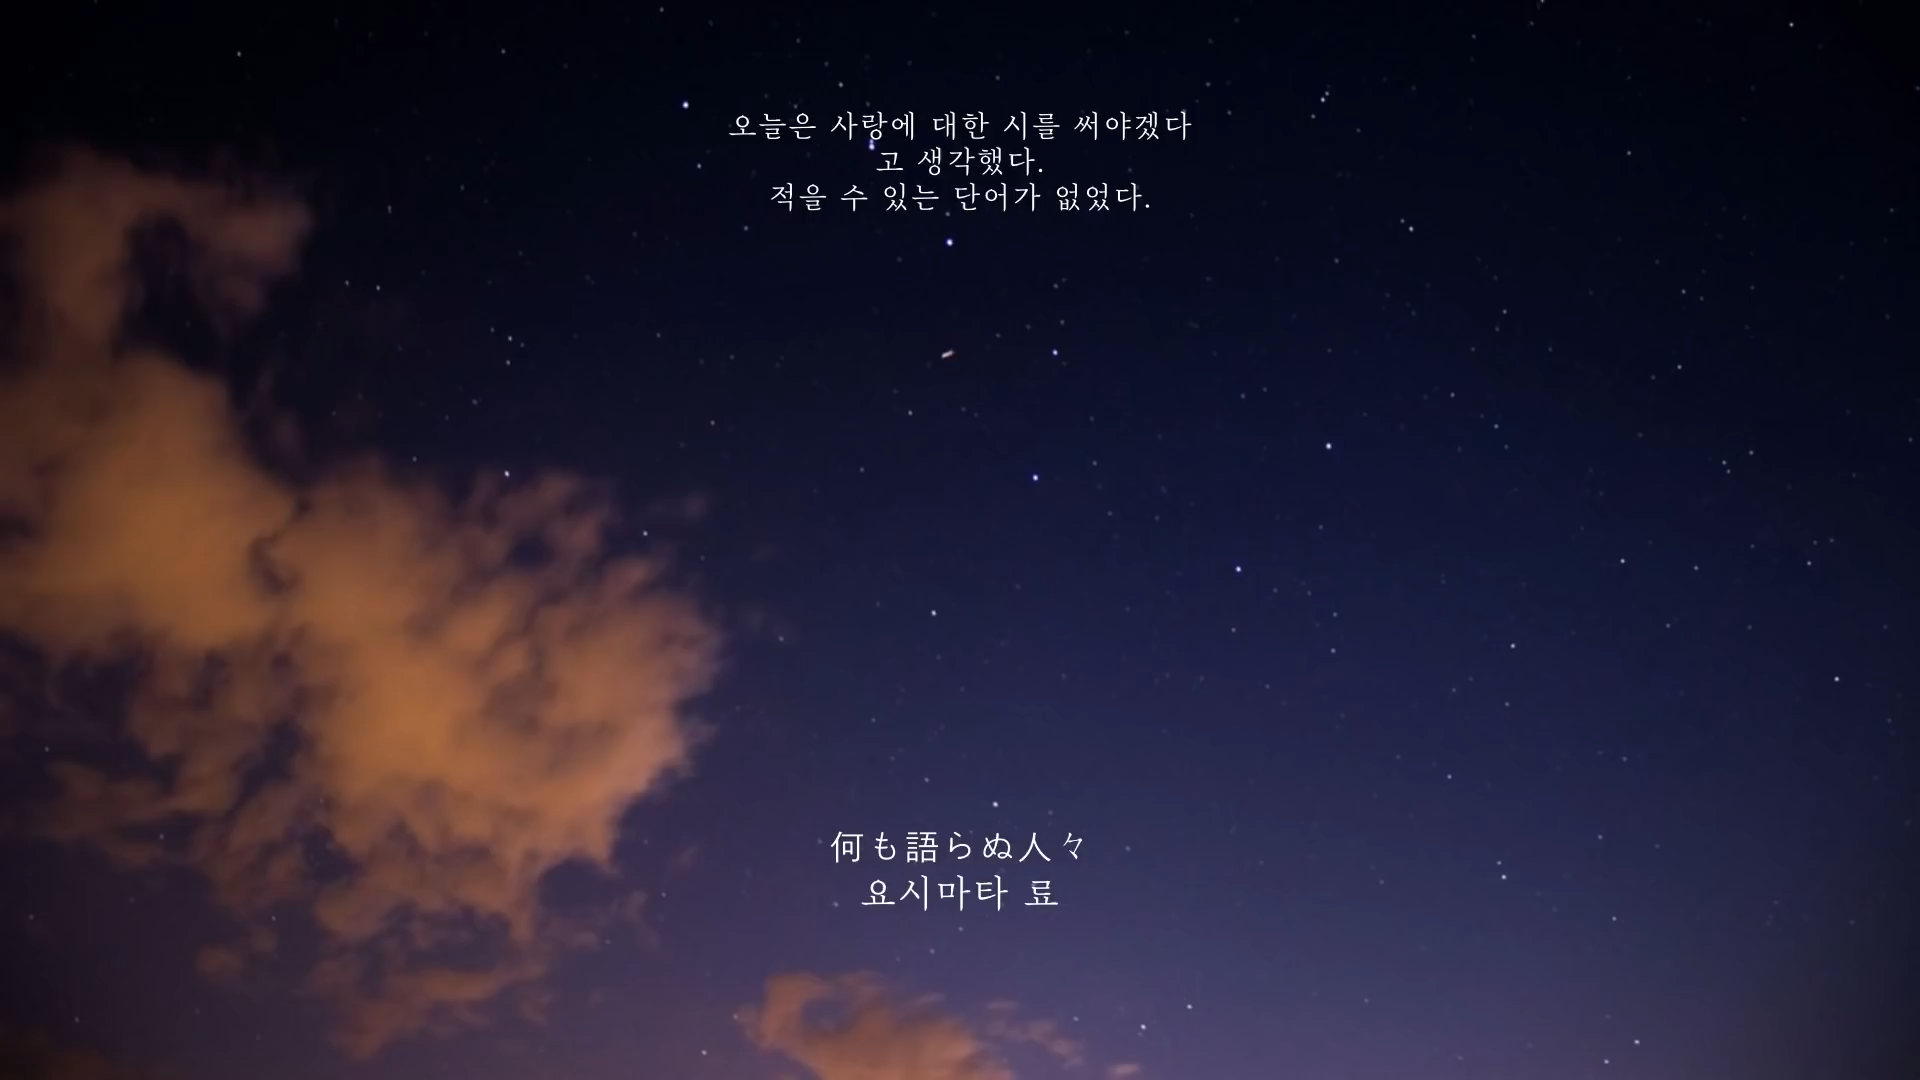 오늘은 사랑에 대한 시를 써야겠다
고 생각했다.
적을 수 있는 단어가 없었다.
何も語らぬ人々
요시마타 료